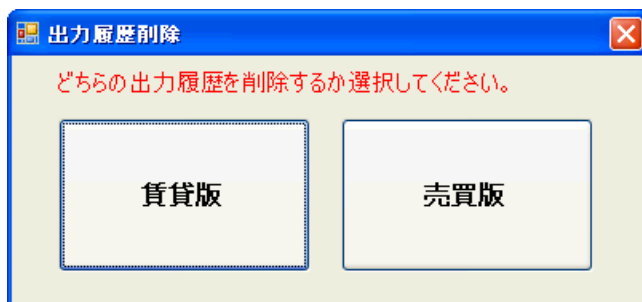 出力履歴削除
どちらの出力履歴を削除するか選択してください。
賃貸版
売買版